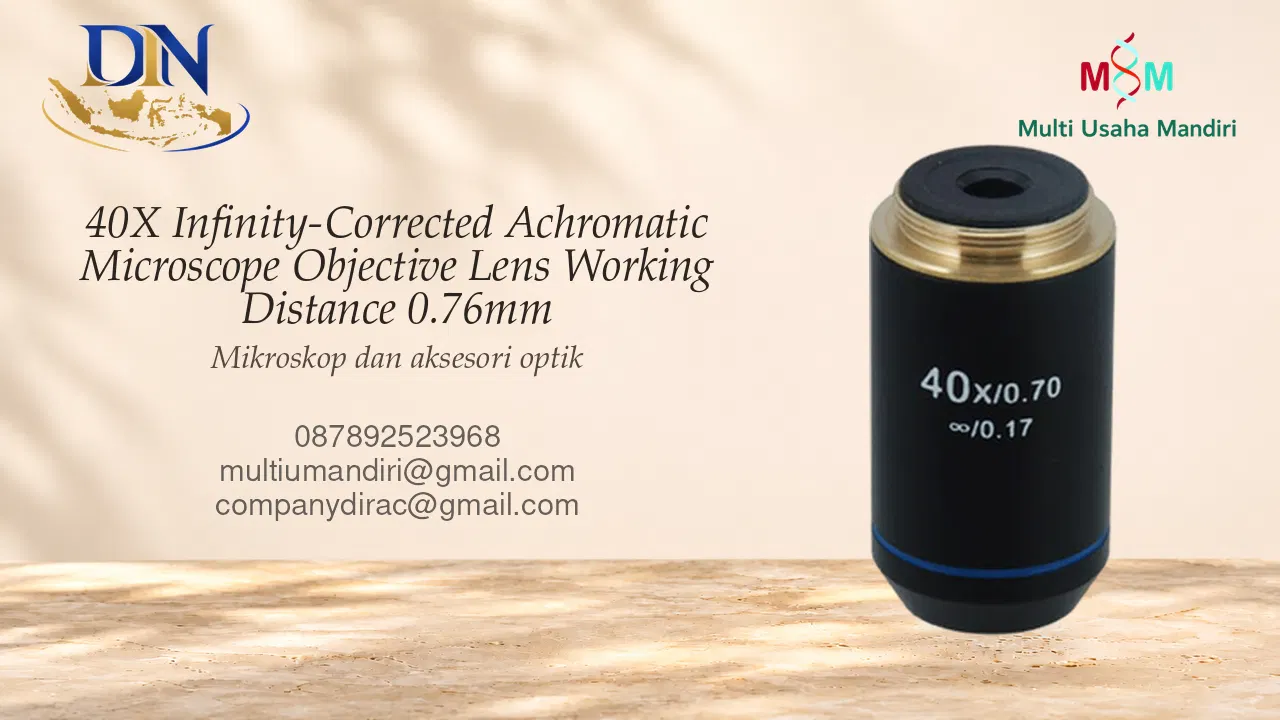 DIN
M M
Multi Usaha Mandiri
40X Infinity-Corrected Achromatic
Microscope Objective Lens Working
Distance 0.76mm
Mikroskop dan aksesori optik
087892523968
multiumandiri@gmail.com
companydirac@gmail.com
40x/0.70
∞/0.17